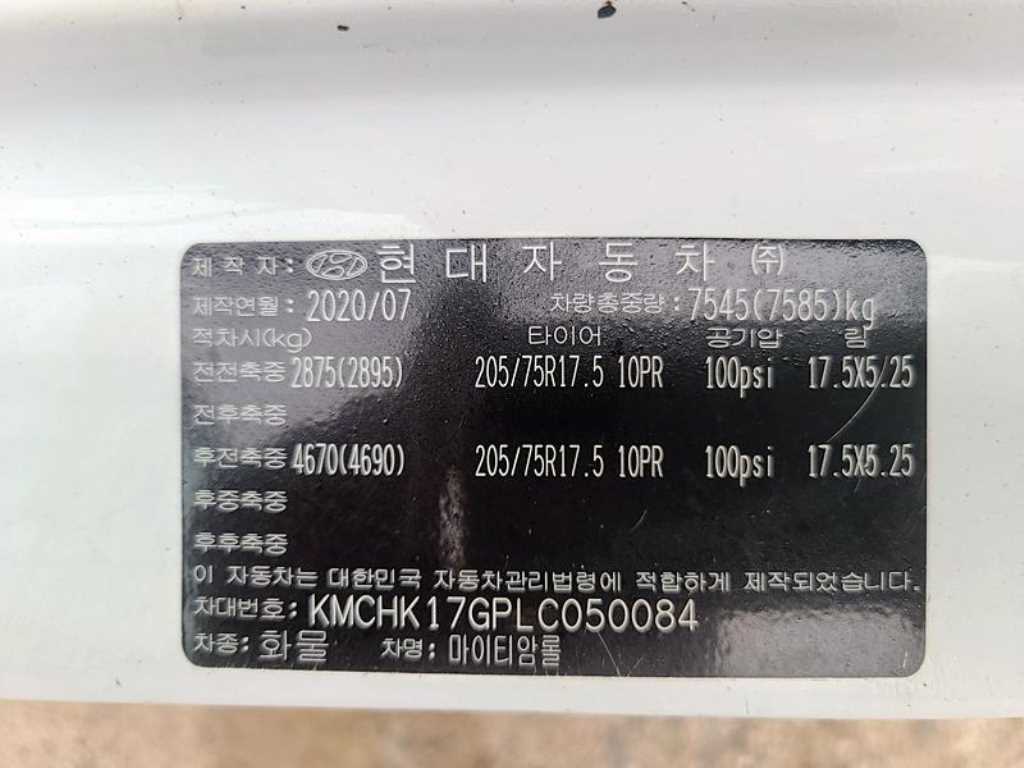 제 작 자: 현 대 자 동 차 ㈜
제작연월: 2020/07 차량총중량: 7545(7585)kg
적차시(kg) 타이어 공기압 림
전전축중 2875(2895) 205/75R17.5 10PR 100psi 17.5X5.25
전후축중
후전축중 4670(4690) 205/75R17.5 10PR 100psi 17.5X5.25
후중축중
후후축중
이 자동차는 대한민국 자동차관리법령에 적합하게 제작되었습니다.
차대번호: KMCHK17GPLC050084
차종: 화물 차명: 마이티암롤